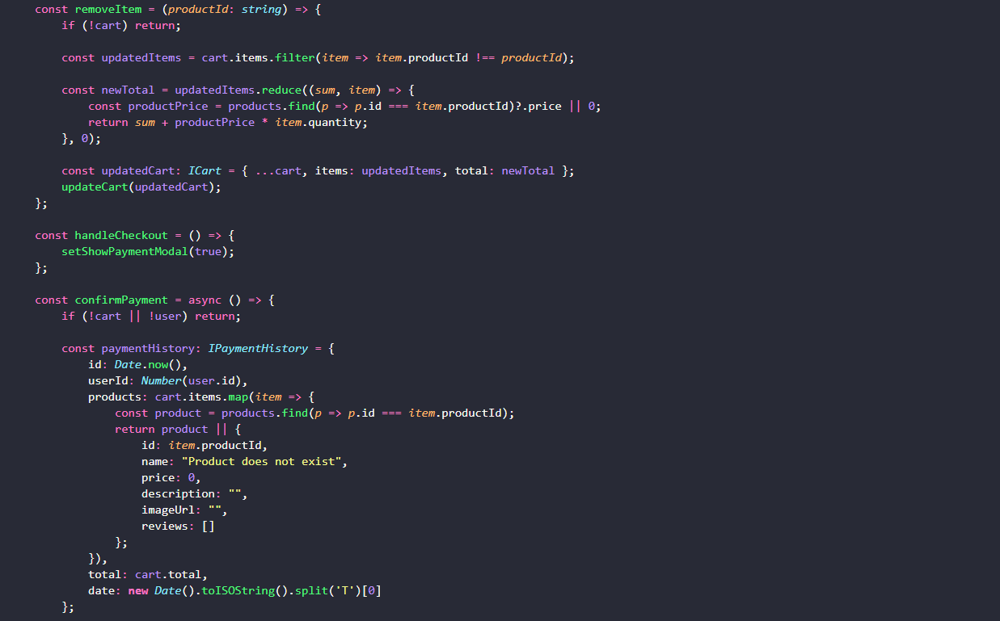 const removeItem = (productId: string) => {
if (!cart) return;
const updatedItems = cart.items.filter(item => item.productId !== productId);
const newTotal = updatedItems.reduce((sum, item) => {
const productPrice = products.find(p => p.id === item.productId)?.price || 0;
return sum + productPrice * item.quantity;
}, 0);
const updatedCart: ICart = { ...cart, items: updatedItems, total: newTotal };
updateCart(updatedCart);
};
const handleCheckout = () => {
setShowPaymentModal(true);
};
const confirmPayment = async () => {
if (!cart || !user) return;
const paymentHistory: IPaymentHistory = {
id: Date.now(),
userId: Number(user.id),
products: cart.items.map(item => {
const product = products.find(p => p.id === item.productId);
return product || {
id: item.productId,
name: "Product does not exist",
price: 0,
description: "",
imageUrl: "",
reviews: []
};
}),
total: cart.total,
date: new Date().toISOString().split('T')[0]
};